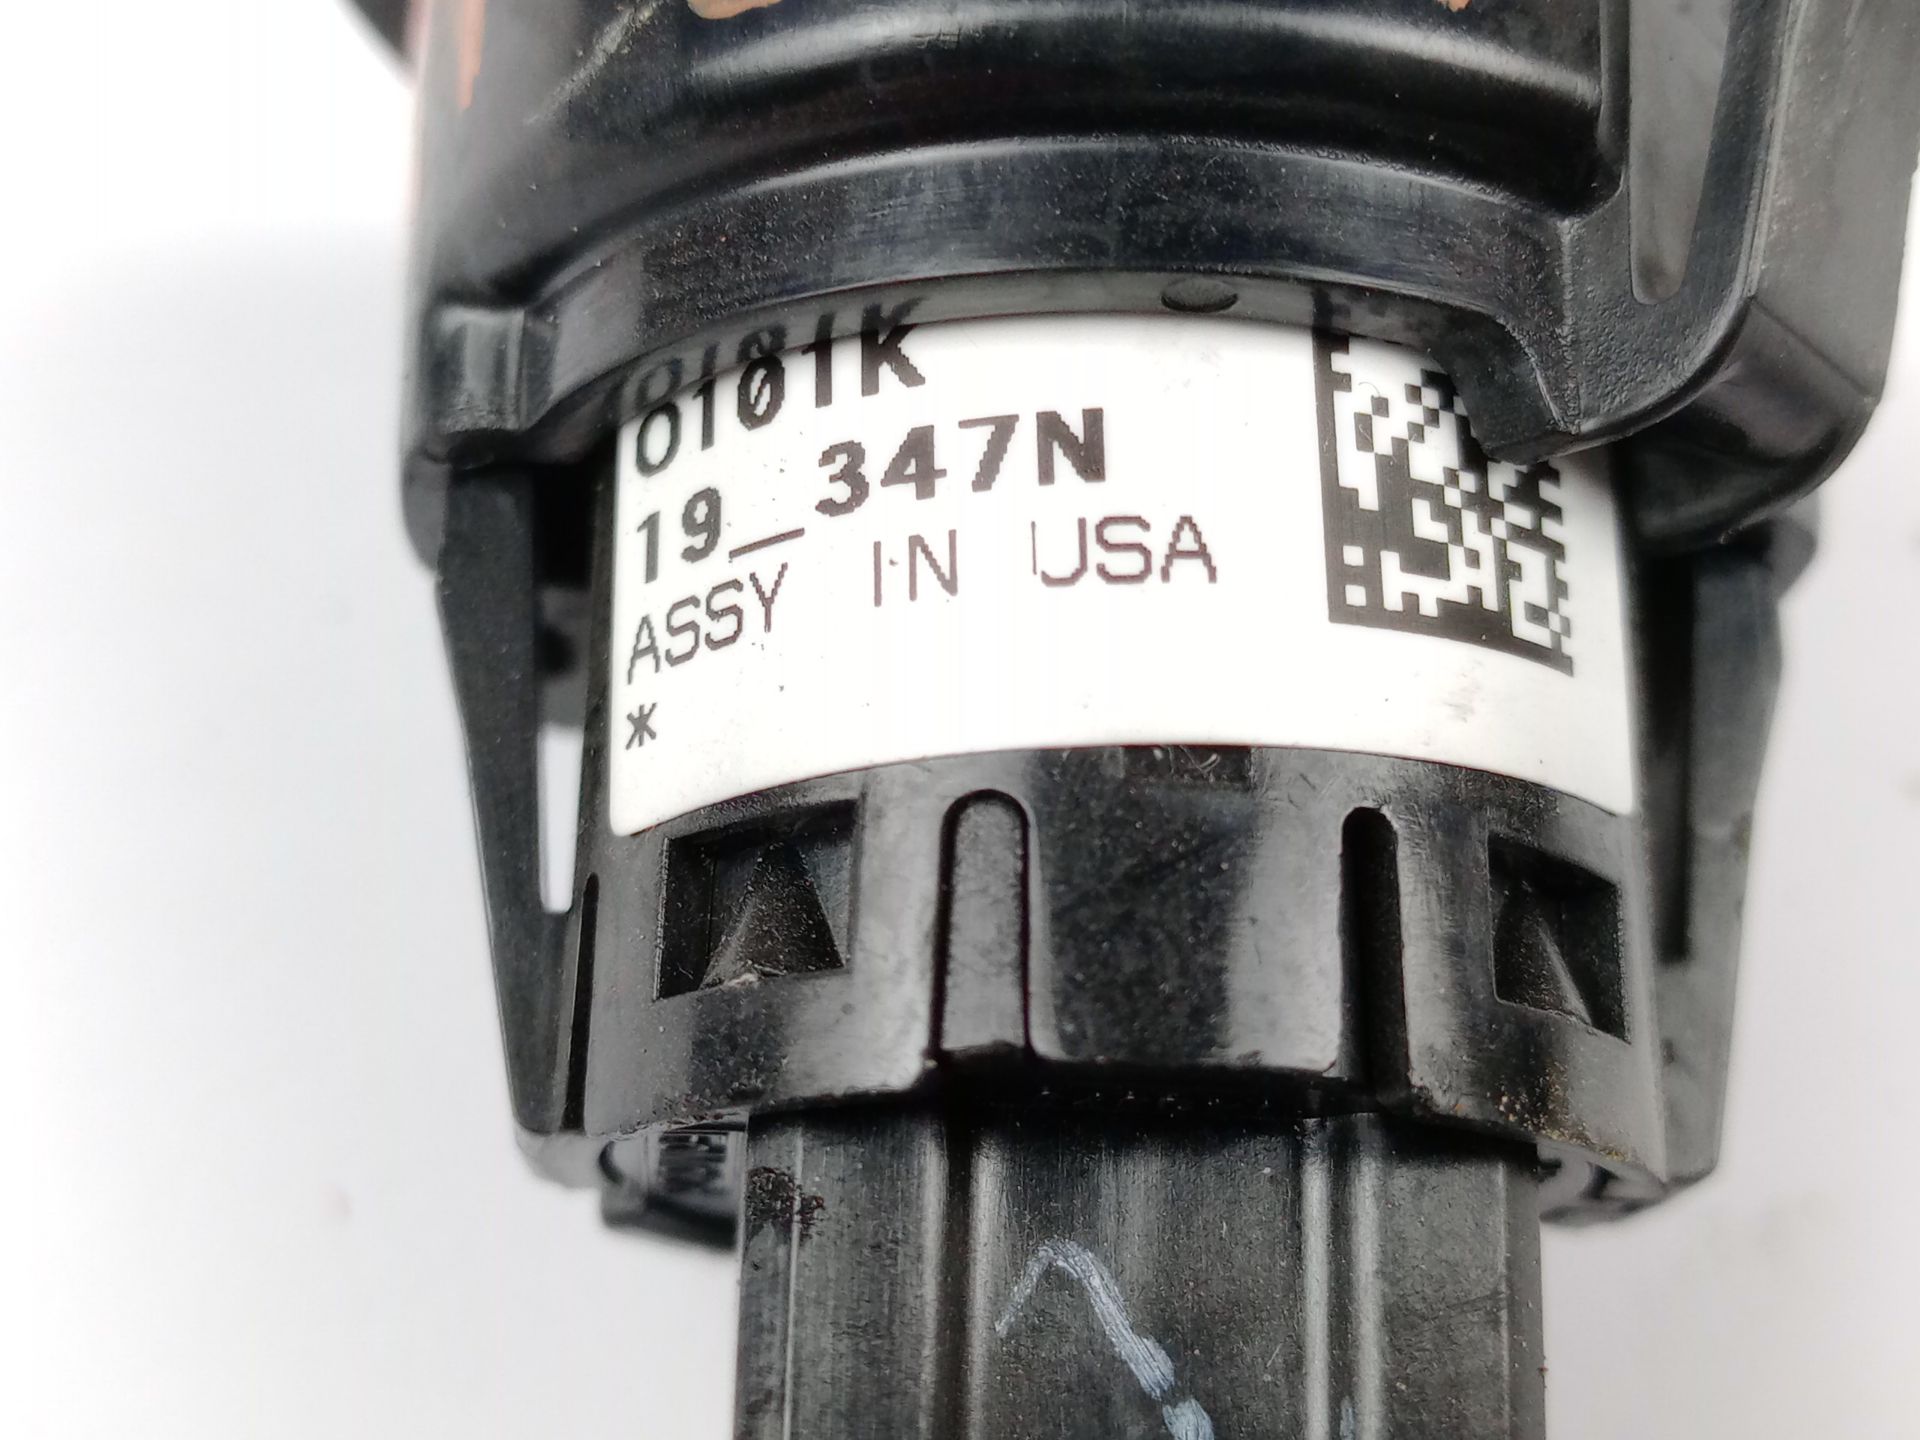 0101K
19_347N
ASSY IN USA
*